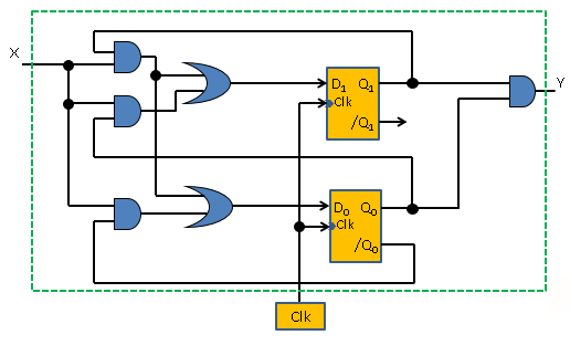 X
D₁ Q₁
Clk
/Q₁
Y
D₀ Q₀
Clk
/Q₀
Clk